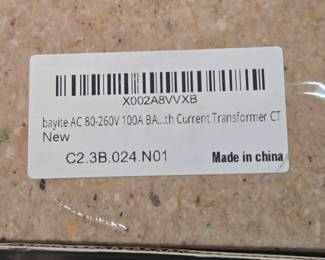 X002A8VVXB
bayite AC 80-260V 100A BA...th Current Transformer CT
New
C2.3B.024.N01
Made in china